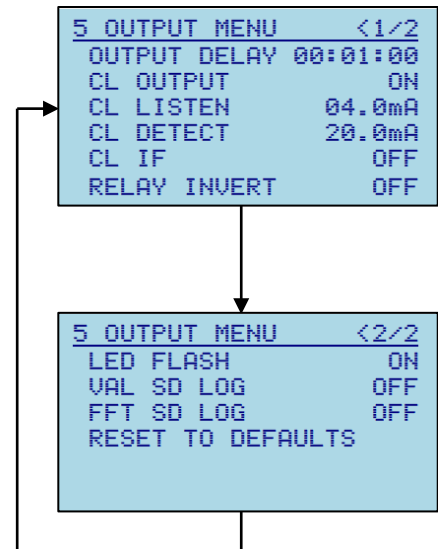 5 OUTPUT MENU <1/2
OUTPUT DELAY 00:01:00
CL OUTPUT ON
CL LISTEN 04.0mA
CL DETECT 20.0mA
CL IF OFF
RELAY INVERT OFF
5 OUTPUT MENU <2/2
LED FLASH ON
VAL SD LOG OFF
FFT SD LOG OFF
RESET TO DEFAULTS